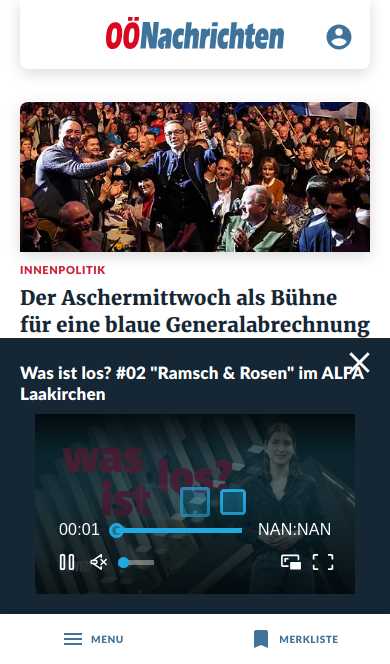 OÖNachrichten
INNENPOLITIK
Der Aschermittwoch als Bühne
für eine blaue Generalabrechnung
Was ist los? #02 "Ramsch & Rosen" im ALFA
Laakirchen
was
ist los?
00:01 NAN:NAN
MENU MERKLISTE